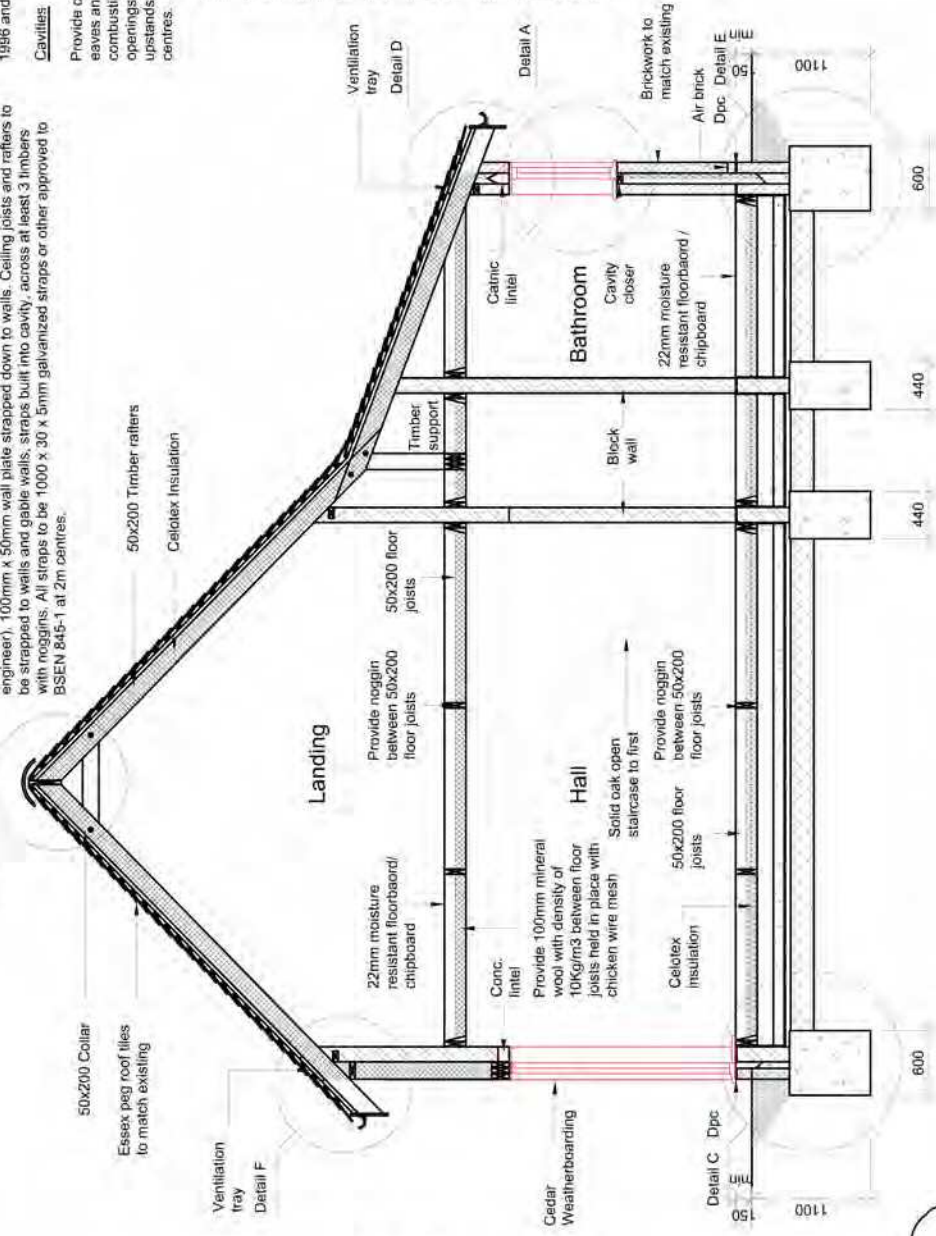 engineer). 100mm x 50mm wall plate strapped down to walls. Ceiling joists and rafters to
be strapped to walls and gable walls, straps built into cavity, across at least 3 timbers
with noggins. All straps to be 1000 x 30 x 5mm galvanized straps or other approved to
BSEN 845-1 at 2m centres.
1996 and
Cavities
Provide
eaves an
combusti
openings
upstands
centres.
50x200 Collar
Essex peg roof tiles
to match existing
50x200 Timber rafters
Celotex Insulation
Ventilation
tray
Detail F
Landing
Ventilation
tray
Detail D
Detail A
22mm moisture
resistant floorbaord/
chipboard
Provide noggin
between 50x200
floor joists
50x200 floor
joists
Timber
support
Catnic
lintel
Conc.
lintel
Provide 100mm mineral
wool with density of
10Kg/m3 between floor
joists held in place with
chicken wire mesh
Hall
Solid oak open
staircase to first
Block
wall
Bathroom
Cavity
closer
Brickwork to
match existing
Cedar
Weatherboarding
Celotex
insulation
50x200 floor
joists
Provide noggin
between 50x200
floor joists
22mm moisture
resistant floorbaord /
chipboard
Air brick
Dpc
Detail E
Detail C
Dpc
150
min
1100
150
min
1100
600
440
440
600